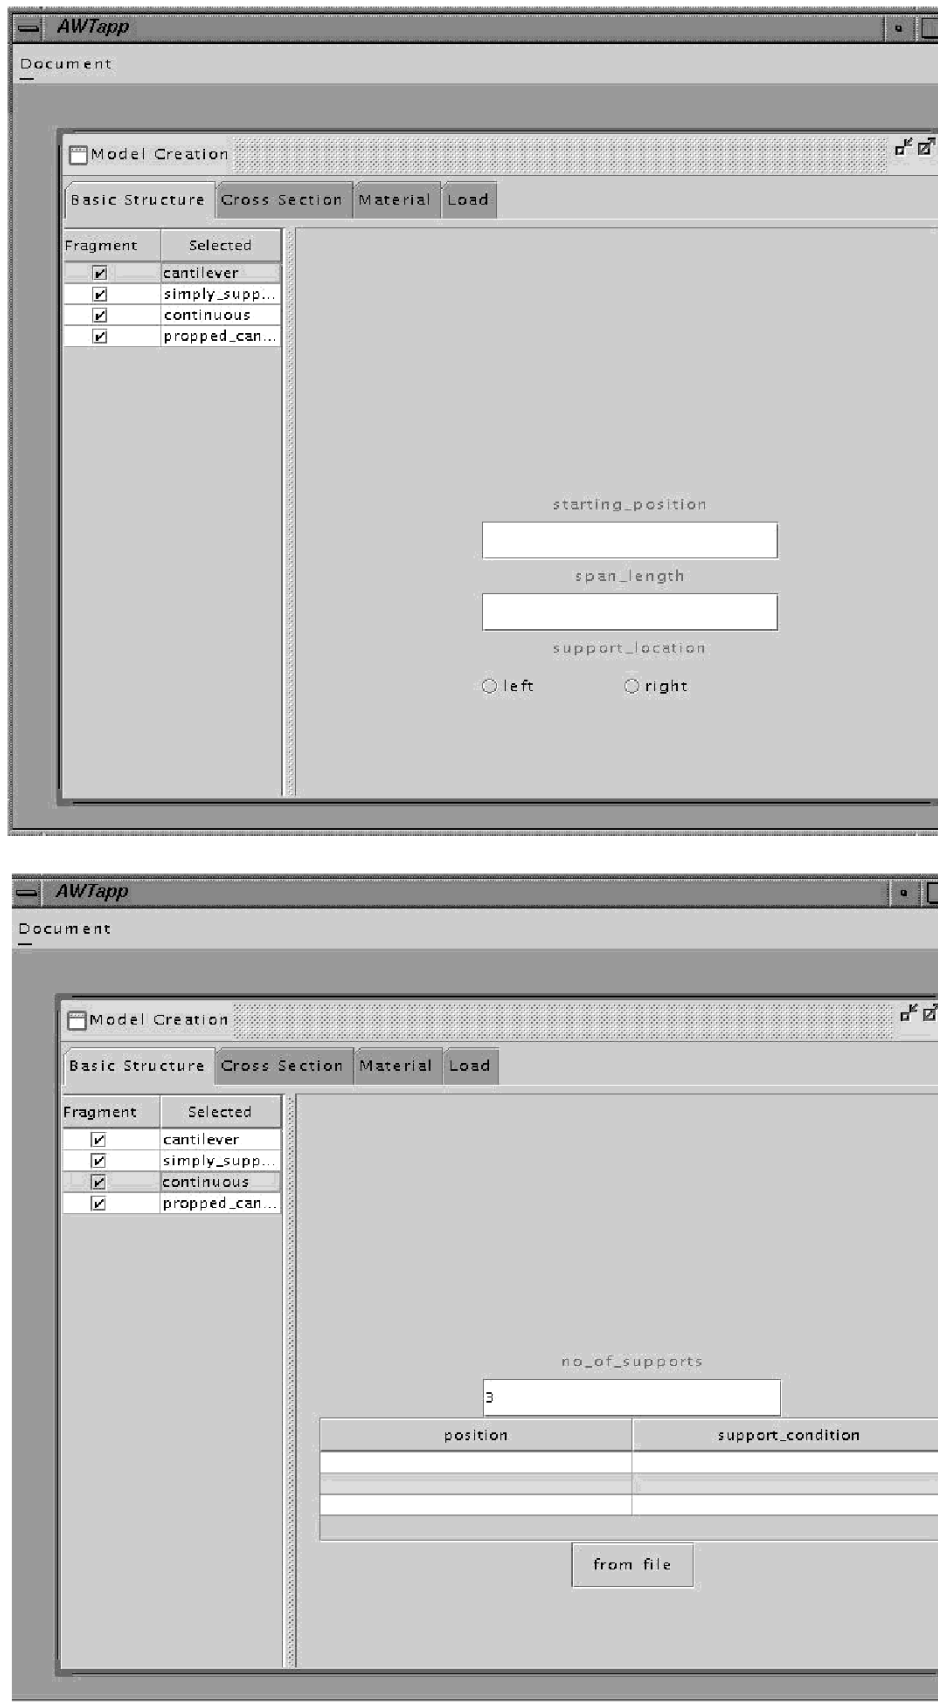 AWTapp
Document
Model Creation
Basic Structure Cross Section Material Load
Fragment Selected
cantilever
simply_supp...
continuous
propped_can...
starting_position
span_length
support_location
left right
AWTapp
Document
Model Creation
Basic Structure Cross Section Material Load
Fragment Selected
cantilever
simply_supp...
continuous
propped_can...
no_of_supports
3
position support_condition
from file